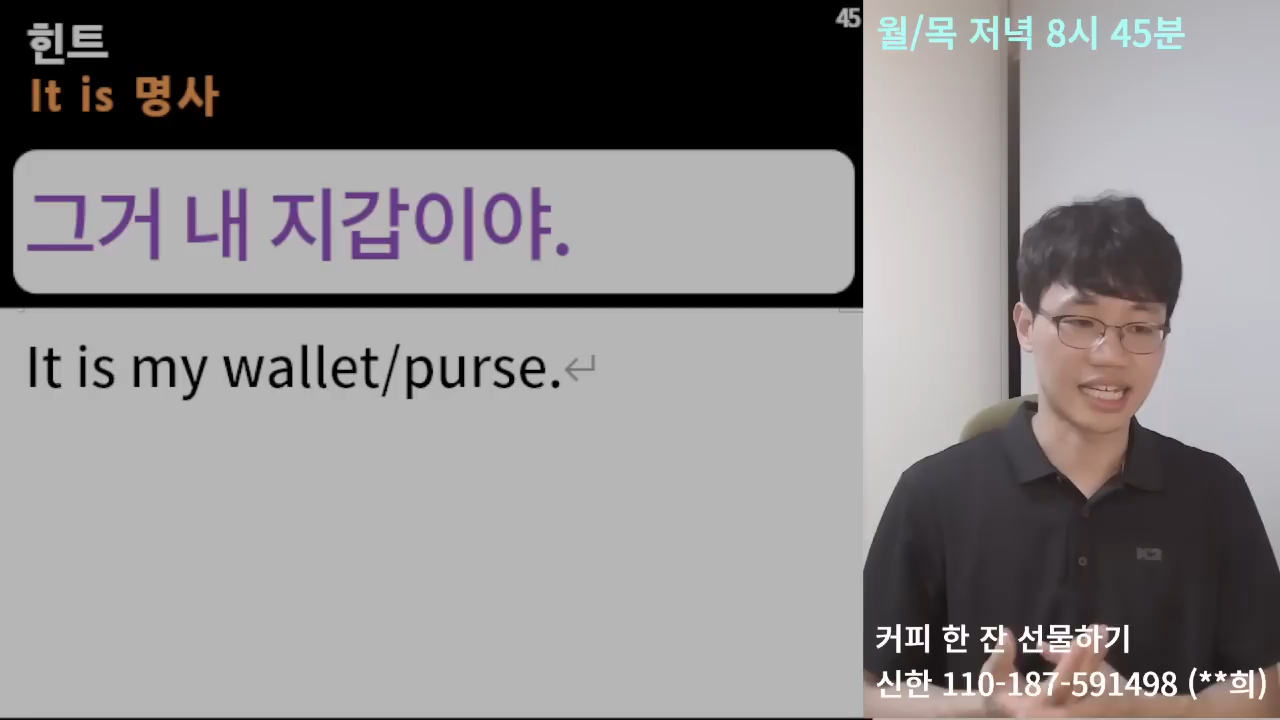 힌트
It is 명사
45
그거 내 지갑이야.
It is my wallet/purse.↵
월/목 저녁 8시 45분
K2
커피 한 잔 선물하기
신한 110-187-591498 (**희)